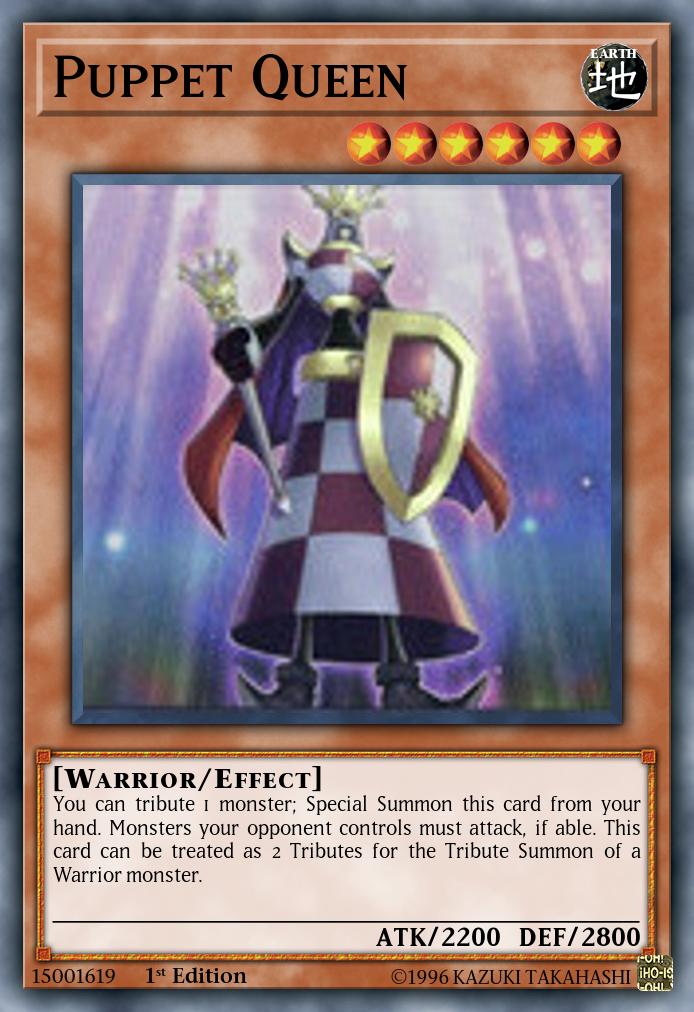 Puppet Queen
EARTH
地
[Warrior/Effect]
You can tribute 1 monster; Special Summon this card from your
hand. Monsters your opponent controls must attack, if able. This
card can be treated as 2 Tributes for the Tribute Summon of a
Warrior monster.
ATK/2200 DEF/2800
15001619 1st Edition ©1996 KAZUKI TAKAHASHI